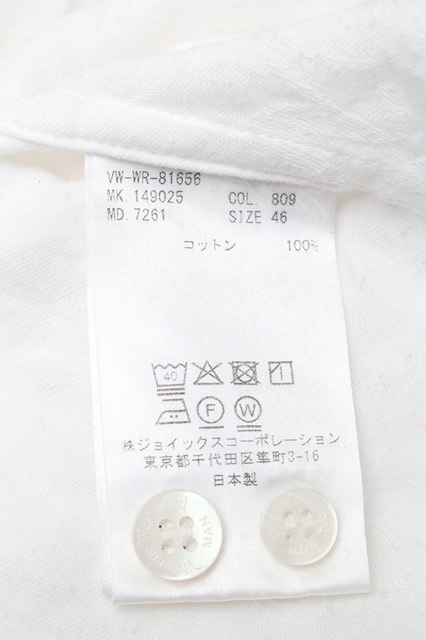 VW-WR-81656
MK. 149025 COL. 809
MD. 7261 SIZE 46
コットン 100%
40
F W
株ジョイックスコーポレーション
東京都千代田区隼町3-16
日本製
MAN
MAN